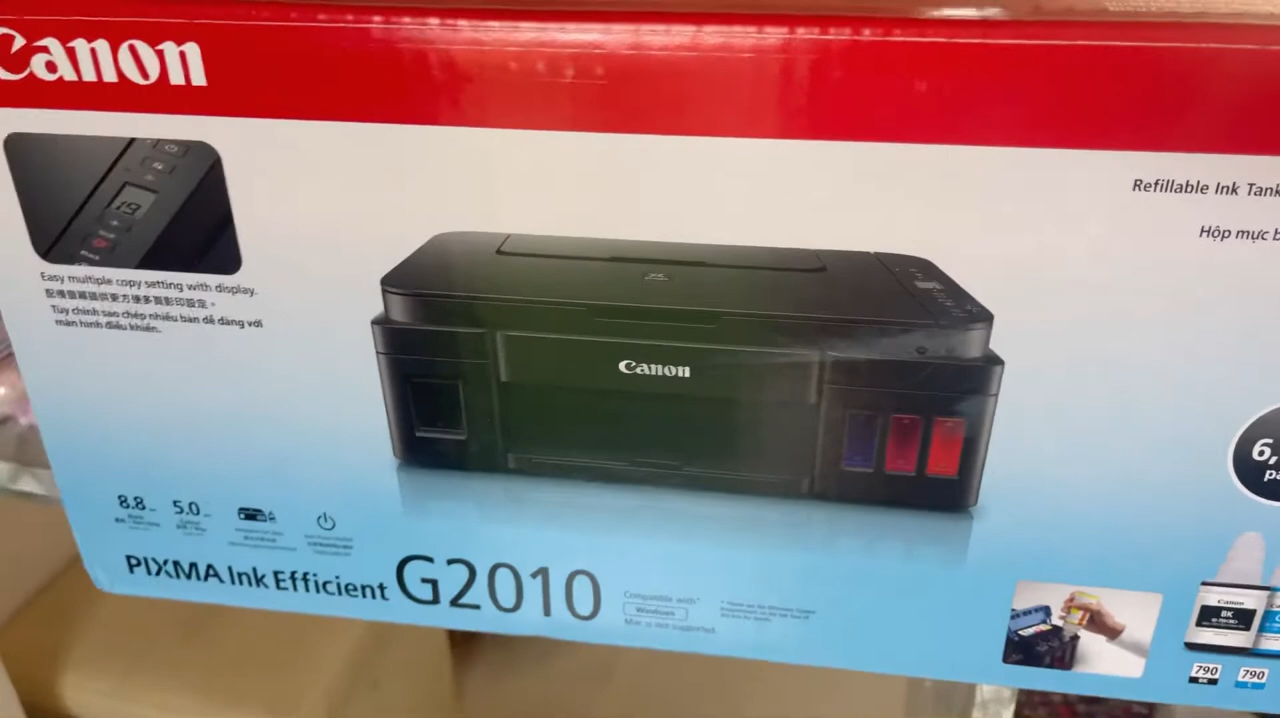 Canon
Refillable Ink Tank
Hộp mực b
19
Easy multiple copy setting with display.
配備螢幕提供更方便多頁影印設定。
Tùy chỉnh sao chép nhiều bản dễ dàng với
màn hình điều khiển.
Canon
6,
pa
8.8
5.0
PIXMA Ink Efficient G2010
Compatible with*
Windows
Mac is not supported.
Canon
BK
790
BK
790
C